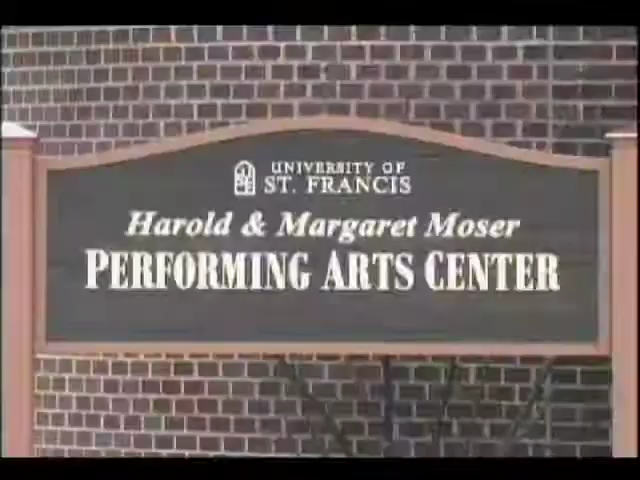 UNIVERSITY OF
ST. FRANCIS
Harold & Margaret Moser
PERFORMING ARTS CENTER